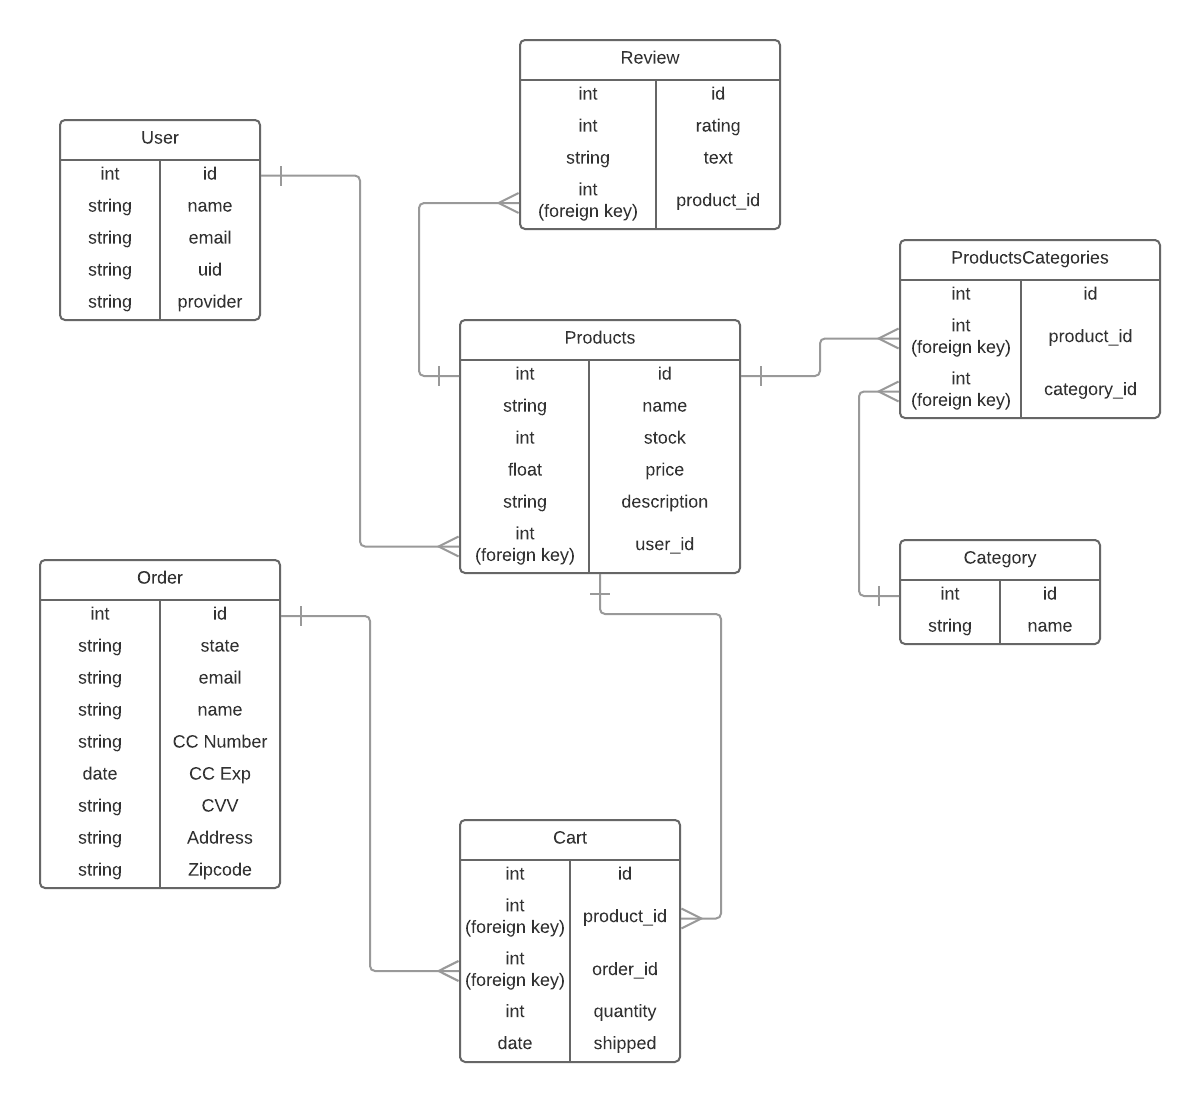 Review
int id
int rating
string text
int
(foreign key) product_id
User
int id
string name
string email
string uid
string provider
ProductsCategories
int id
int
(foreign key) product_id
int
(foreign key) category_id
Products
int id
string name
int stock
float price
string description
int
(foreign key) user_id
Category
int id
string name
Order
int id
string state
string email
string name
string CC Number
date CC Exp
string CVV
string Address
string Zipcode
Cart
int id
int
(foreign key) product_id
int
(foreign key) order_id
int quantity
date shipped